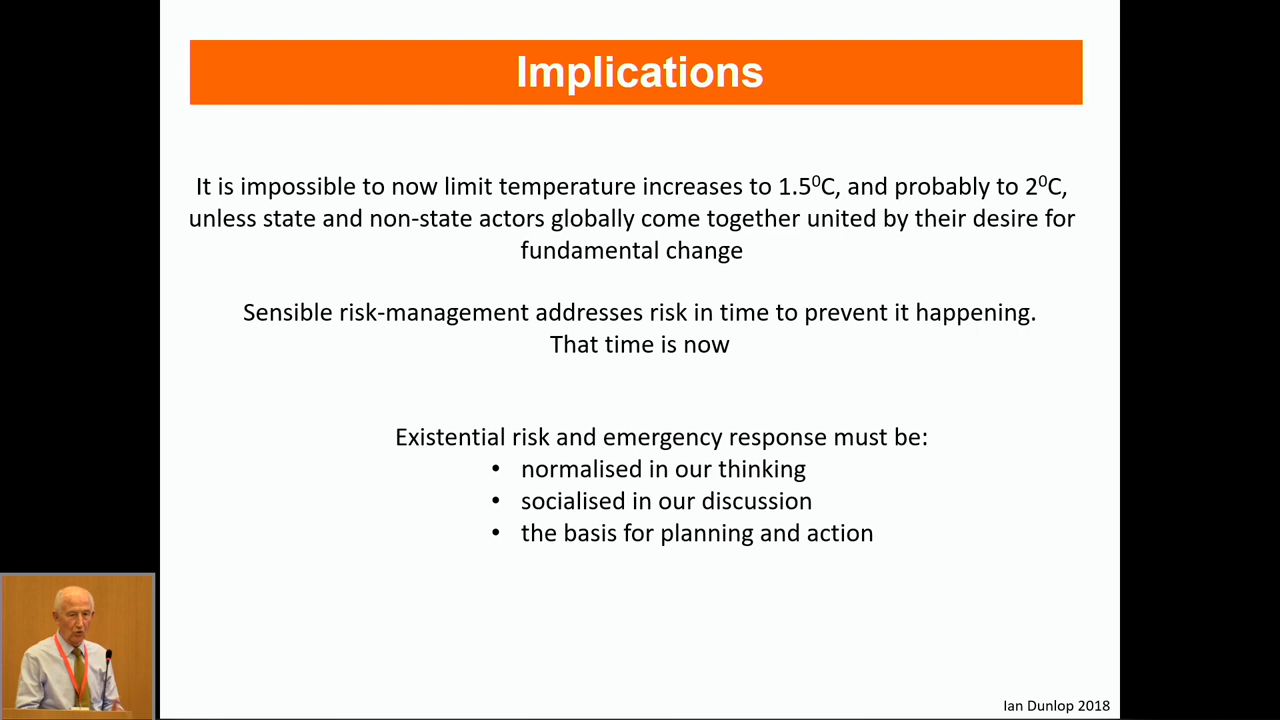 Implications
It is impossible to now limit temperature increases to 1.5⁰C, and probably to 2⁰C,
unless state and non-state actors globally come together united by their desire for
fundamental change
Sensible risk-management addresses risk in time to prevent it happening.
That time is now
Existential risk and emergency response must be:
• normalised in our thinking
• socialised in our discussion
• the basis for planning and action
Ian Dunlop 2018